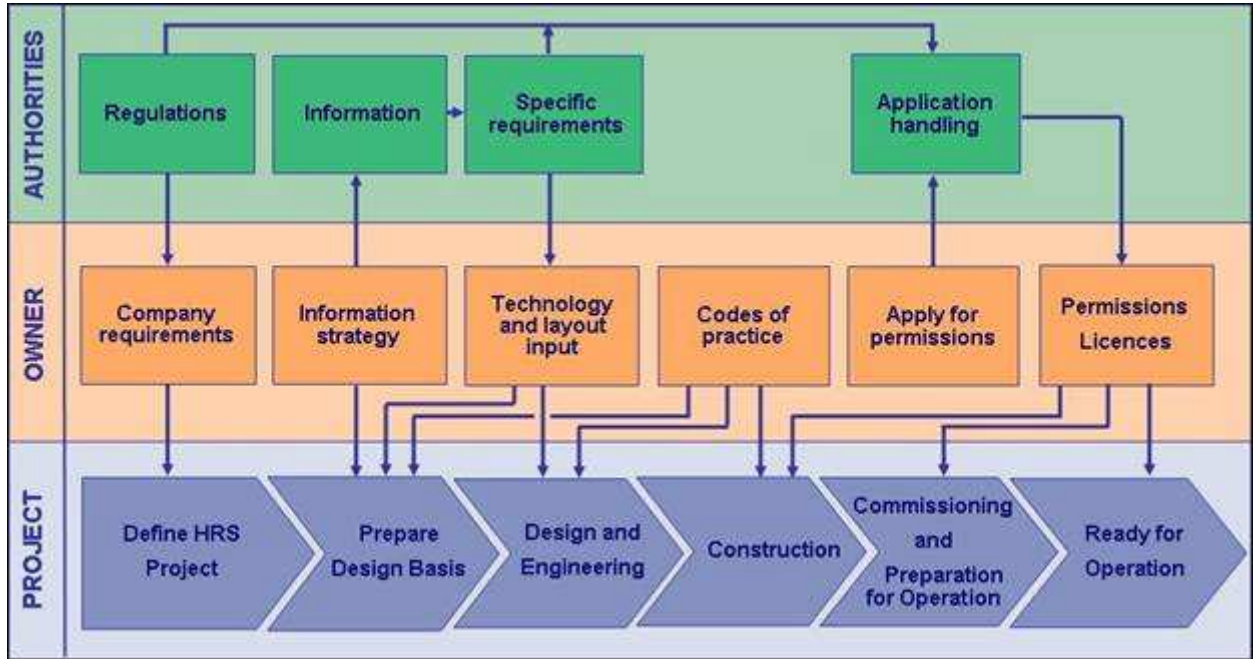 AUTHORITIES
Regulations
Information
Specific
requirements
Application
handling
OWNER
Company
requirements
Information
strategy
Technology
and layout
input
Codes of
practice
Apply for
permissions
Permissions
Licences
PROJECT
Define HRS
Project
Prepare
Design Basis
Design and
Engineering
Construction
Commissioning
and
Preparation
for Operation
Ready for
Operation